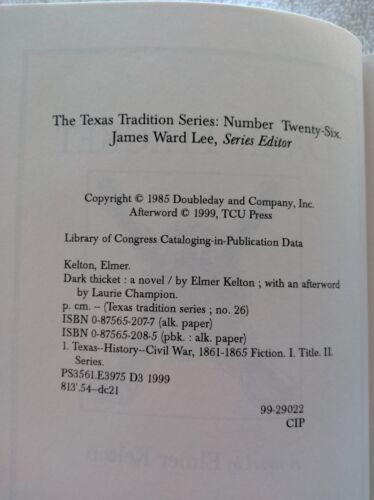 The Texas Tradition Series: Number Twenty-Six.
James Ward Lee, Series Editor
Copyright © 1985 Doubleday and Company, Inc.
Afterword © 1999, TCU Press
Library of Congress Cataloging-in-Publication Data
Kelton, Elmer.
Dark thicket : a novel / by Elmer Kelton ; with an afterword
by Laurie Champion.
p. cm. – (Texas tradition series ; no. 26)
ISBN 0-87565-207-7 (alk. paper)
ISBN 0-87565-208-5 (pbk. : alk. paper)
1. Texas--History--Civil War, 1861-1865 Fiction. I. Title. II.
Series.
PS3561.E3975 D3 1999
813'.54--dc21
99-29022
CIP